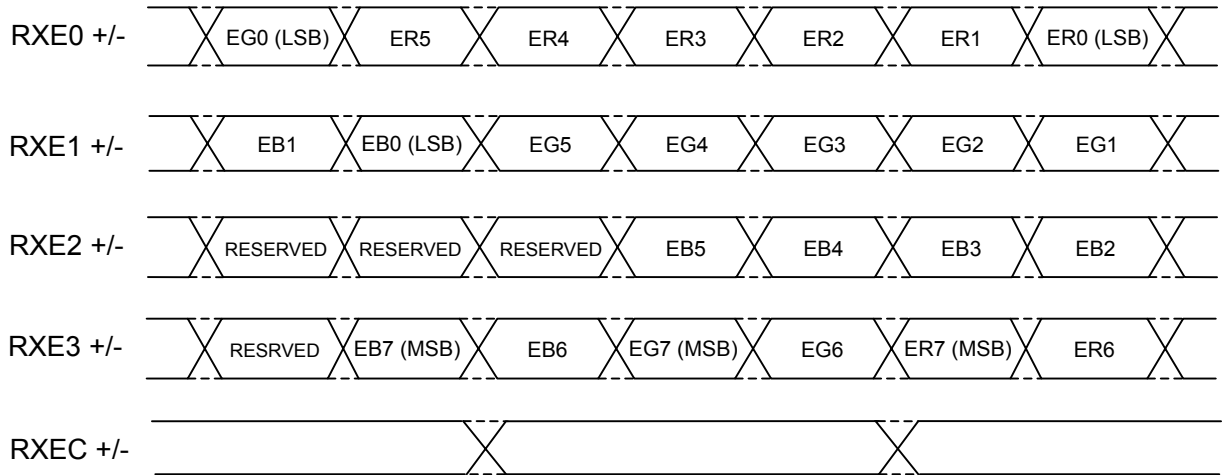 RXE0 +/- EG0 (LSB) ER5 ER4 ER3 ER2 ER1 ER0 (LSB)
RXE1 +/- EB1 EB0 (LSB) EG5 EG4 EG3 EG2 EG1
RXE2 +/- RESERVED RESERVED RESERVED EB5 EB4 EB3 EB2
RXE3 +/- RESRVED EB7 (MSB) EB6 EG7 (MSB) EG6 ER7 (MSB) ER6
RXEC +/-